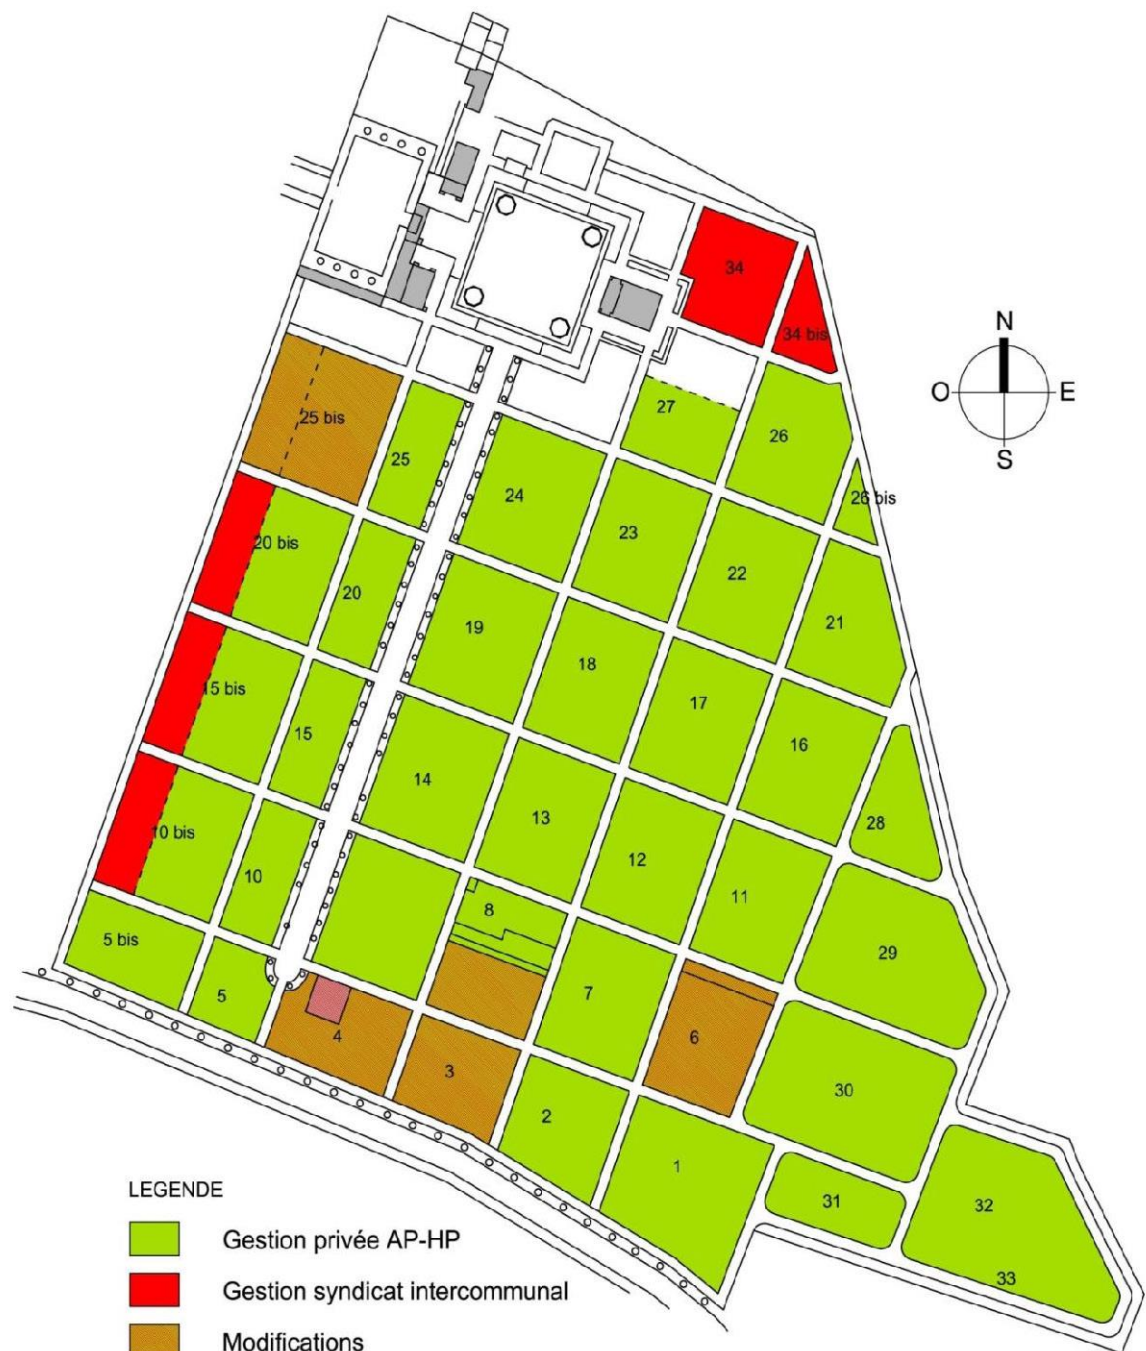 34
34 bis
N
O
E
S
27
26
25 bis
25
24
26 bis
23
20 bis
22
20
21
19
18
15 bis
17
15
16
14
13
28
10 bis
12
10
11
8
5 bis
29
5
7
4
6
3
30
2
1
31
32
33
LEGENDE
Gestion privée AP-HP
Gestion syndicat intercommunal
Modifications